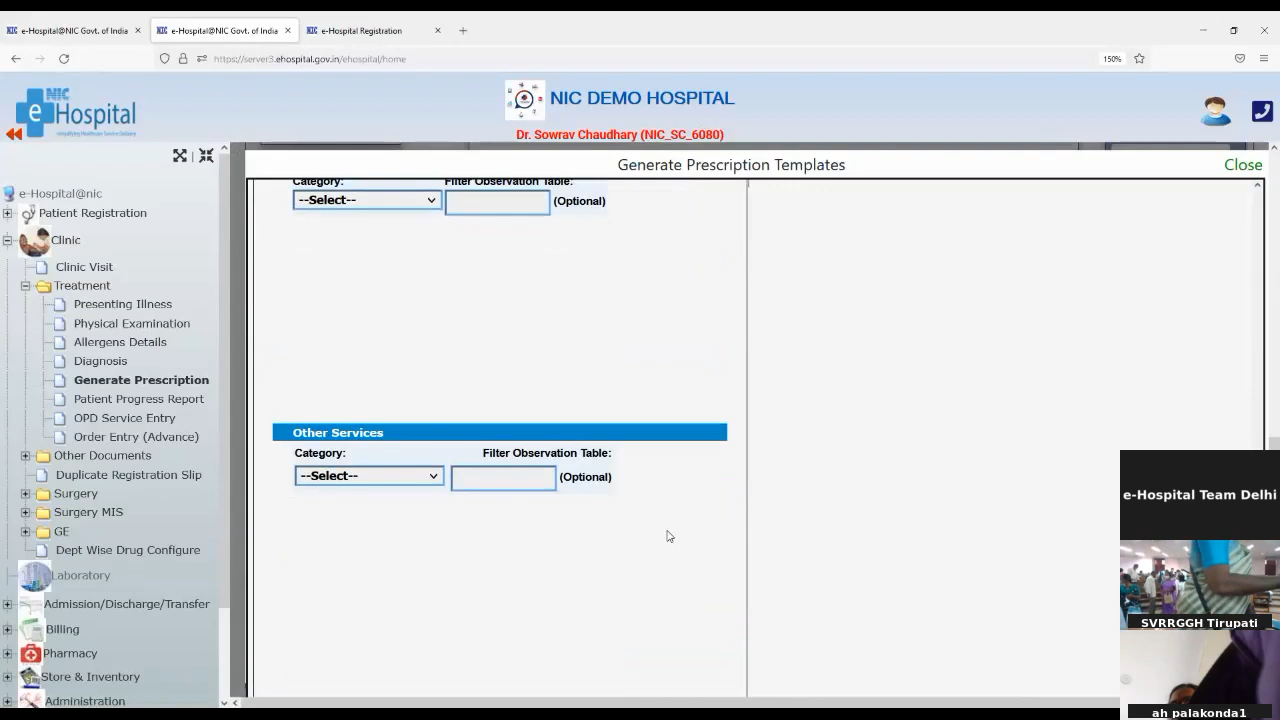 e-Hospital@NIC Govt. of India
e-Hospital@NIC Govt. of India
e-Hospital Registration
https://server3.ehospital.gov.in/ehospital/home
150%
NIC
e Hospital
NIC DEMO HOSPITAL
Dr. Sowrav Chaudhary (NIC_SC_6080)
Generate Prescription Templates
Close
e-Hospital@nic
Patient Registration
Clinic
Clinic Visit
Treatment
Presenting Illness
Physical Examination
Allergens Details
Diagnosis
Generate Prescription
Patient Progress Report
OPD Service Entry
Order Entry (Advance)
Other Documents
Duplicate Registration Slip
Surgery
Surgery MIS
GE
Dept Wise Drug Configure
Laboratory
Admission/Discharge/Transfer
Billing
Pharmacy
Store & Inventory
Administration
Category: Filter Observation Table:
--Select-- (Optional)
Other Services
Category: Filter Observation Table:
--Select-- (Optional)
e-Hospital Team Delhi
SVRRGGH Tirupati
ah palakonda1